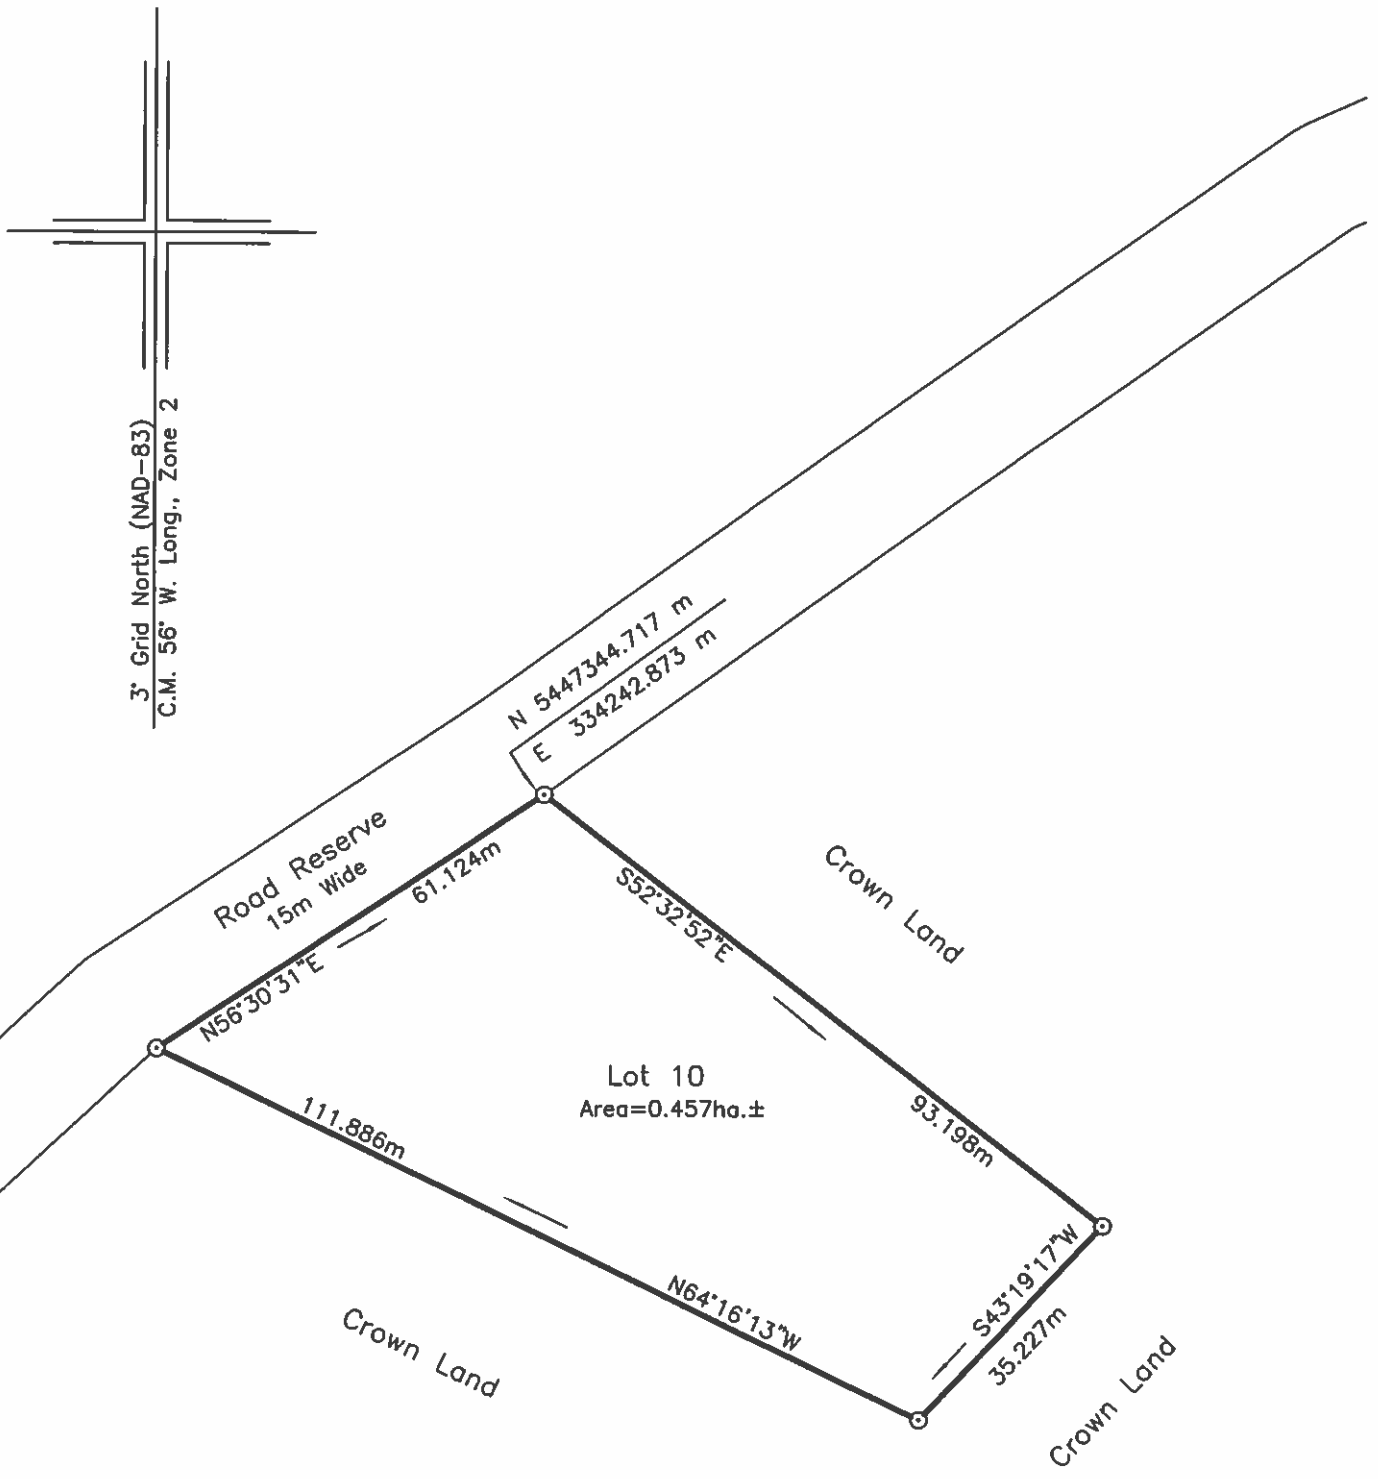 3° Grid North (NAD-83)
C.M. 56° W. Long., Zone 2
N 5447344.717 m
E 334242.873 m
Road Reserve
15m Wide
61.124m
N56°30'31"E
S52°32'52"E
Crown Land
Lot 10
Area=0.457ha.±
93.198m
111.886m
N64°16'13"W
S43°19'17"W
35.227m
Crown Land
Crown Land